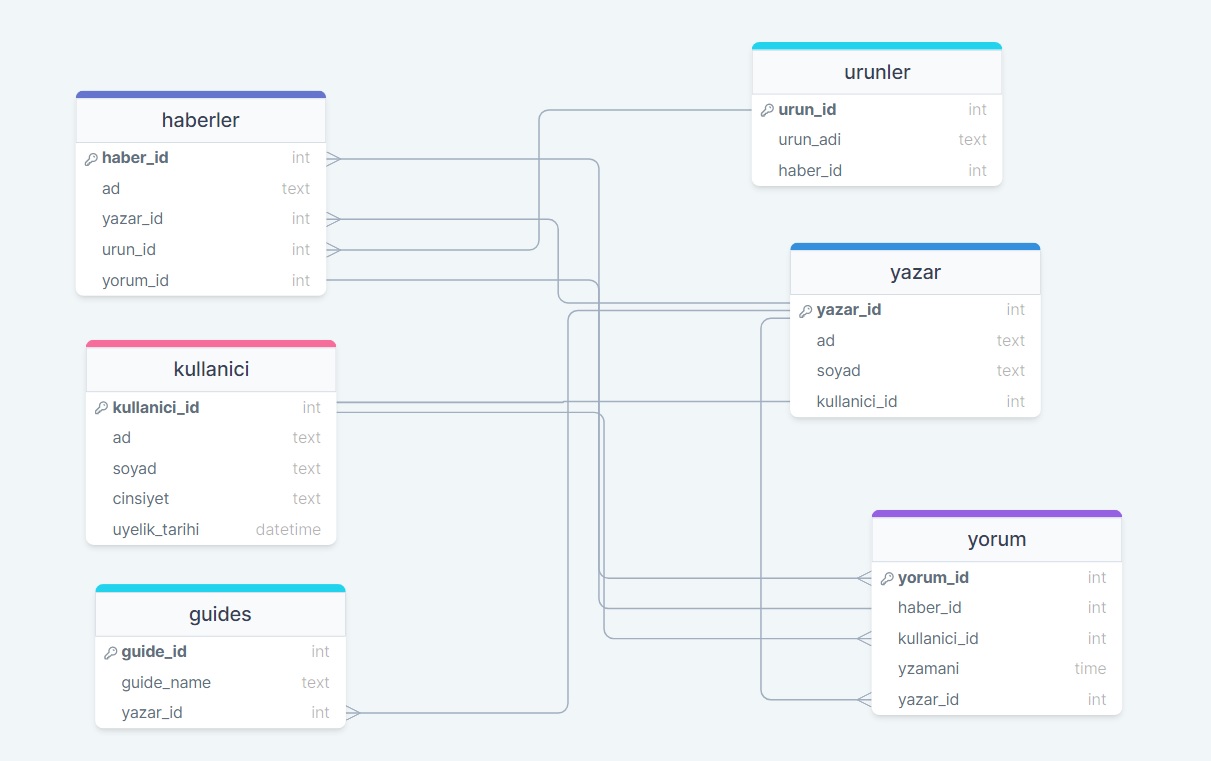 haberler
haber_id int
ad text
yazar_id int
urun_id int
yorum_id int
urunler
urun_id int
urun_adi text
haber_id int
kullanici
kullanici_id int
ad text
soyad text
cinsiyet text
uyelik_tarihi datetime
yazar
yazar_id int
ad text
soyad text
kullanici_id int
guides
guide_id int
guide_name text
yazar_id int
yorum
yorum_id int
haber_id int
kullanici_id int
yzamani time
yazar_id int